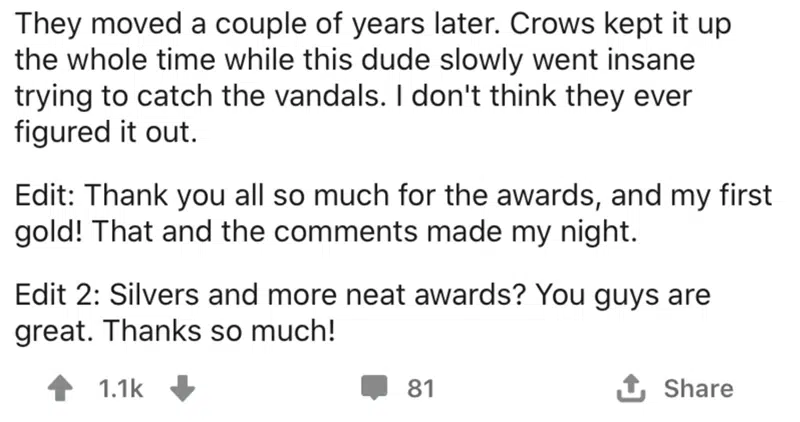 They moved a couple of years later. Crows kept it up
the whole time while this dude slowly went insane
trying to catch the vandals. I don't think they ever
figured it out.
Edit: Thank you all so much for the awards, and my first
gold! That and the comments made my night.
Edit 2: Silvers and more neat awards? You guys are
great. Thanks so much!
1.1k 81 Share